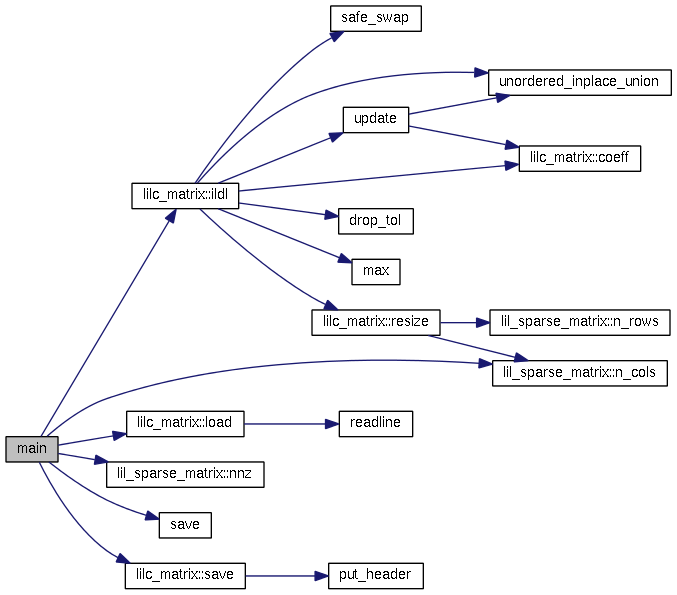 safe_swap
unordered_inplace_union
update
lilc_matrix::coeff
lilc_matrix::ildl
drop_tol
max
lilc_matrix::resize
lil_sparse_matrix::n_rows
lil_sparse_matrix::n_cols
lilc_matrix::load
readline
main
lil_sparse_matrix::nnz
save
lilc_matrix::save
put_header